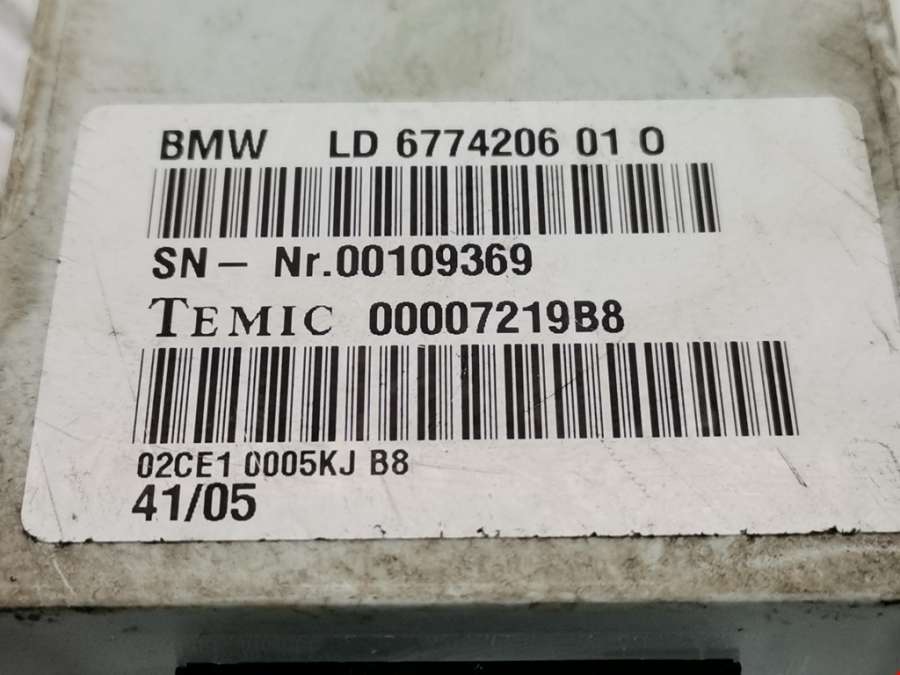 BMW LD 6774206 01 0
SN- Nr.00109369
TEMIC 00007219B8
02CE1 0005KJ B8
41/05